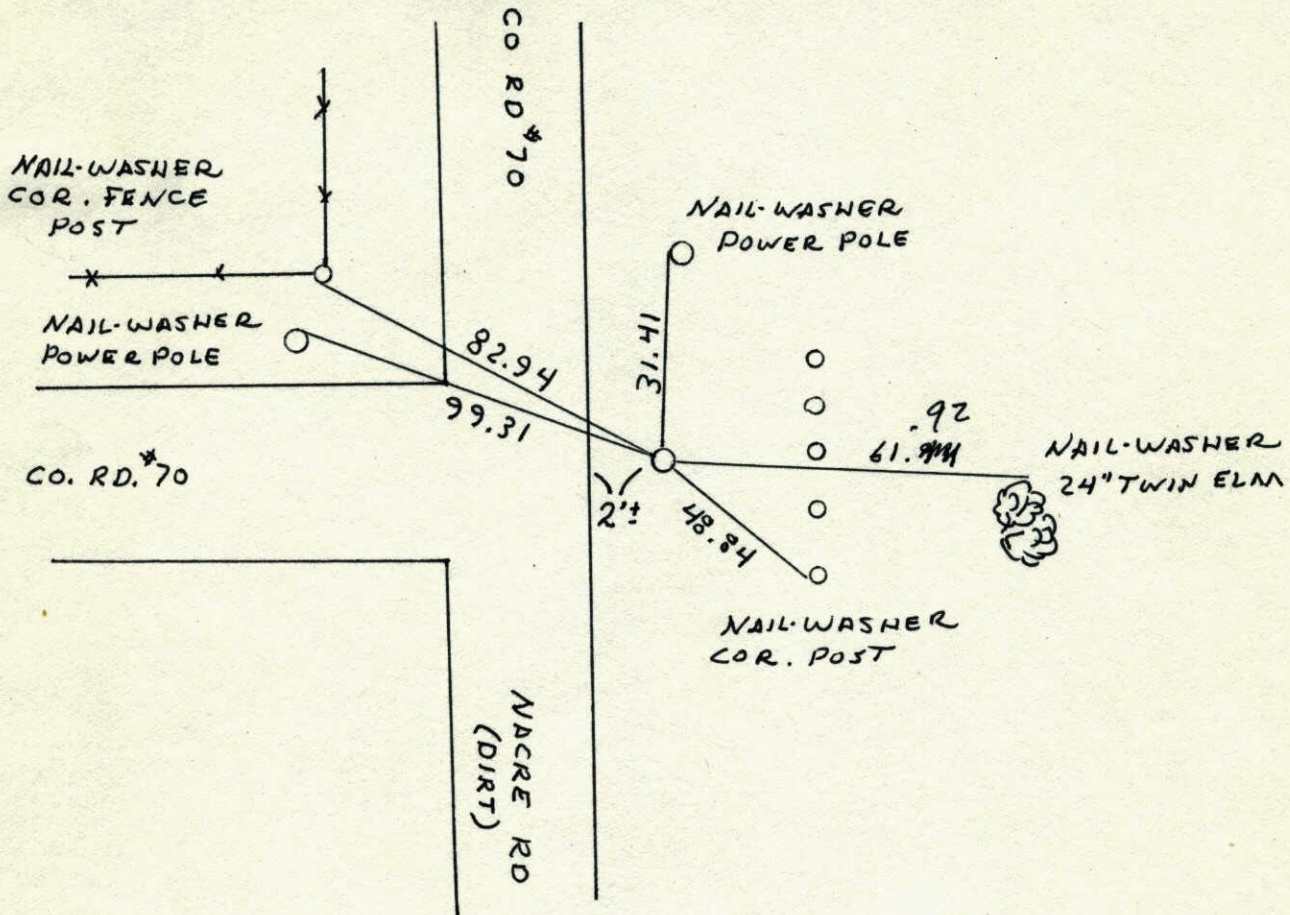 CO RD #70
NAIL-WASHER
COR. FENCE
POST
NAIL-WASHER
POWER POLE
NAIL-WASHER
POWER POLE
82.94
99.31
31.41
.92
61.
NAIL-WASHER
24" TWIN ELM
CO. RD. #70
2'±
48.84
NAIL-WASHER
COR. POST
NACRE RD
(DIRT)